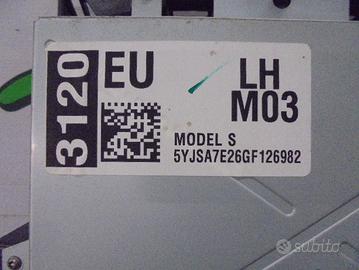 3120
EU
LH
M03
MODEL S
5YJSA7E26GF126982
subito